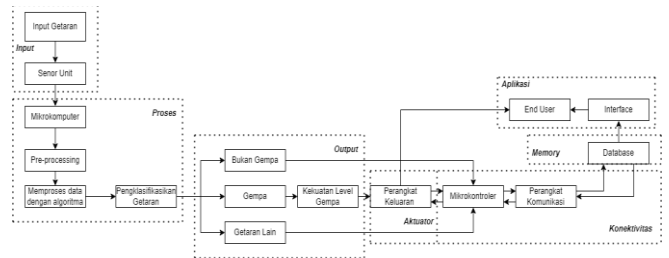 Input Getaran
Input
Senor Unit
Proses
Mikrokomputer
Pre-processing
Memproses data
dengan algoritma
Pengklasifikasikan
Getaran
Output
Bukan Gempa
Gempa
Kekuatan Level
Gempa
Getaran Lain
Perangkat
Keluaran
Aktuator
Mikrokontroler
Perangkat
Komunikasi
Konektivitas
Aplikasi
End User
Interface
Memory
Database